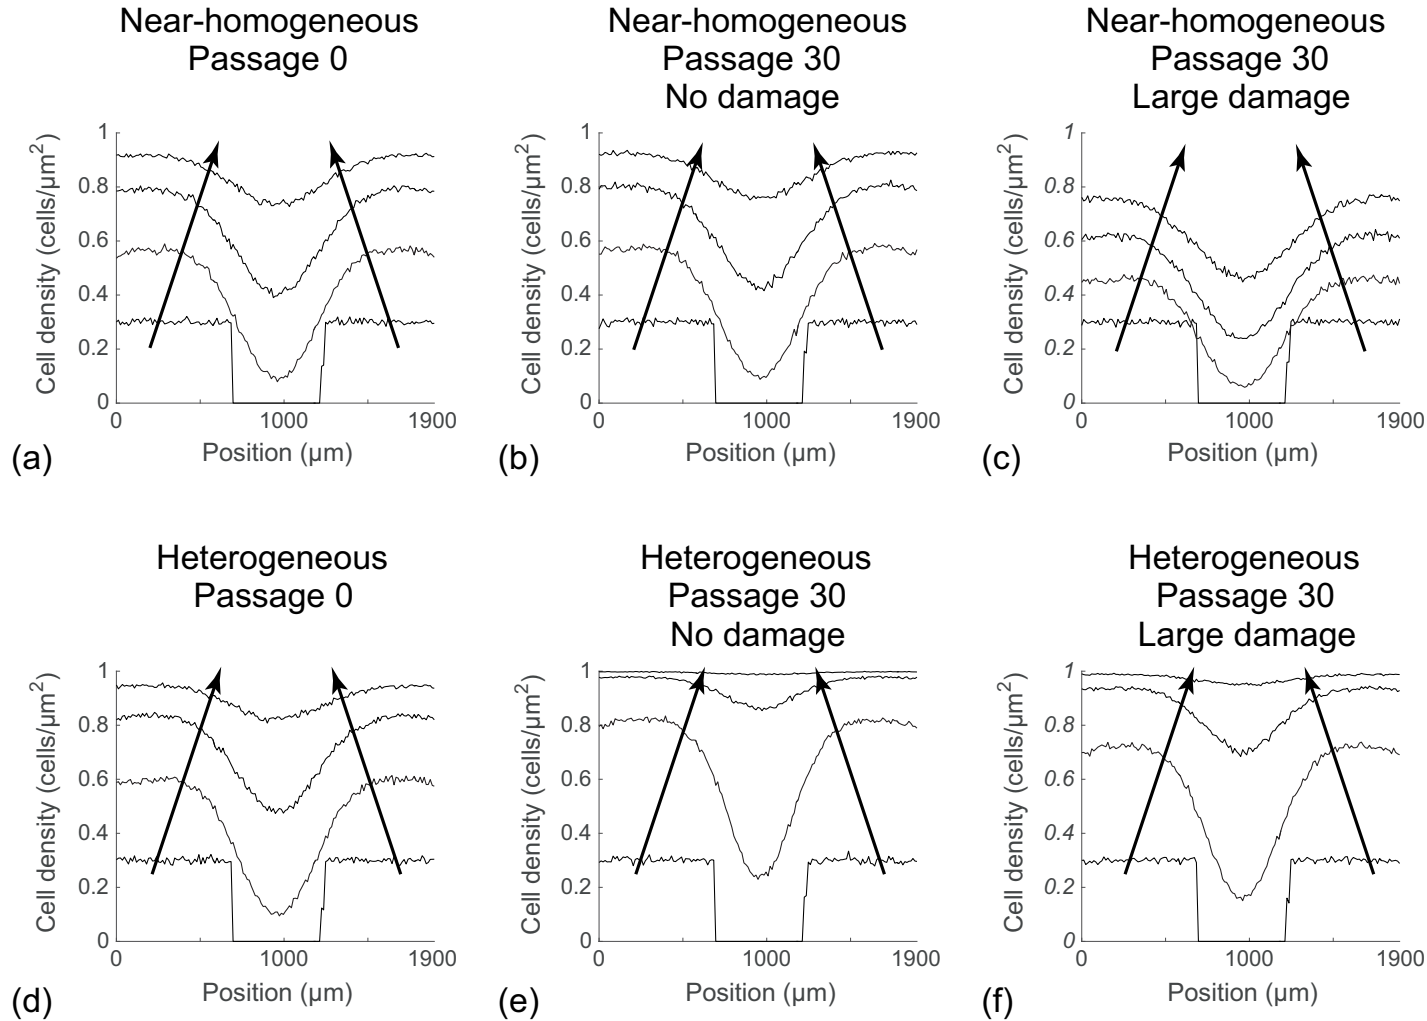 Near-homogeneous
Passage 0
Cell density (cells/µm²)
1
0.8
0.6
0.4
0.2
0
0
1000
1900
Position (µm)
(a)
Near-homogeneous
Passage 30
No damage
Cell density (cells/µm²)
1
0.8
0.6
0.4
0.2
0
0
1000
1900
Position (µm)
(b)
Near-homogeneous
Passage 30
Large damage
Cell density (cells/µm²)
1
0.8
0.6
0.4
0.2
0
0
1000
1900
Position (µm)
(c)
Heterogeneous
Passage 0
Cell density (cells/µm²)
1
0.8
0.6
0.4
0.2
0
0
1000
1900
Position (µm)
(d)
Heterogeneous
Passage 30
No damage
Cell density (cells/µm²)
1
0.8
0.6
0.4
0.2
0
0
1000
1900
Position (µm)
(e)
Heterogeneous
Passage 30
Large damage
Cell density (cells/µm²)
1
0.8
0.6
0.4
0.2
0
0
1000
1900
Position (µm)
(f)